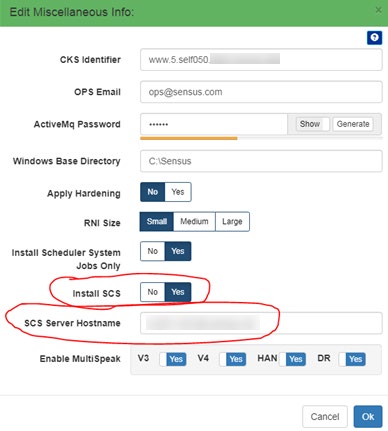 Edit Miscellaneous Info:
×
?
CKS Identifier www.5.self050.
OPS Email ops@sensus.com
ActiveMq Password •••••• Show Generate
Windows Base Directory C:\Sensus
Apply Hardening No Yes
RNI Size Small Medium Large
Install Scheduler System
Jobs Only No Yes
Install SCS No Yes
SCS Server Hostname
Enable MultiSpeak V3 Yes V4 Yes HAN Yes DR Yes
Cancel Ok